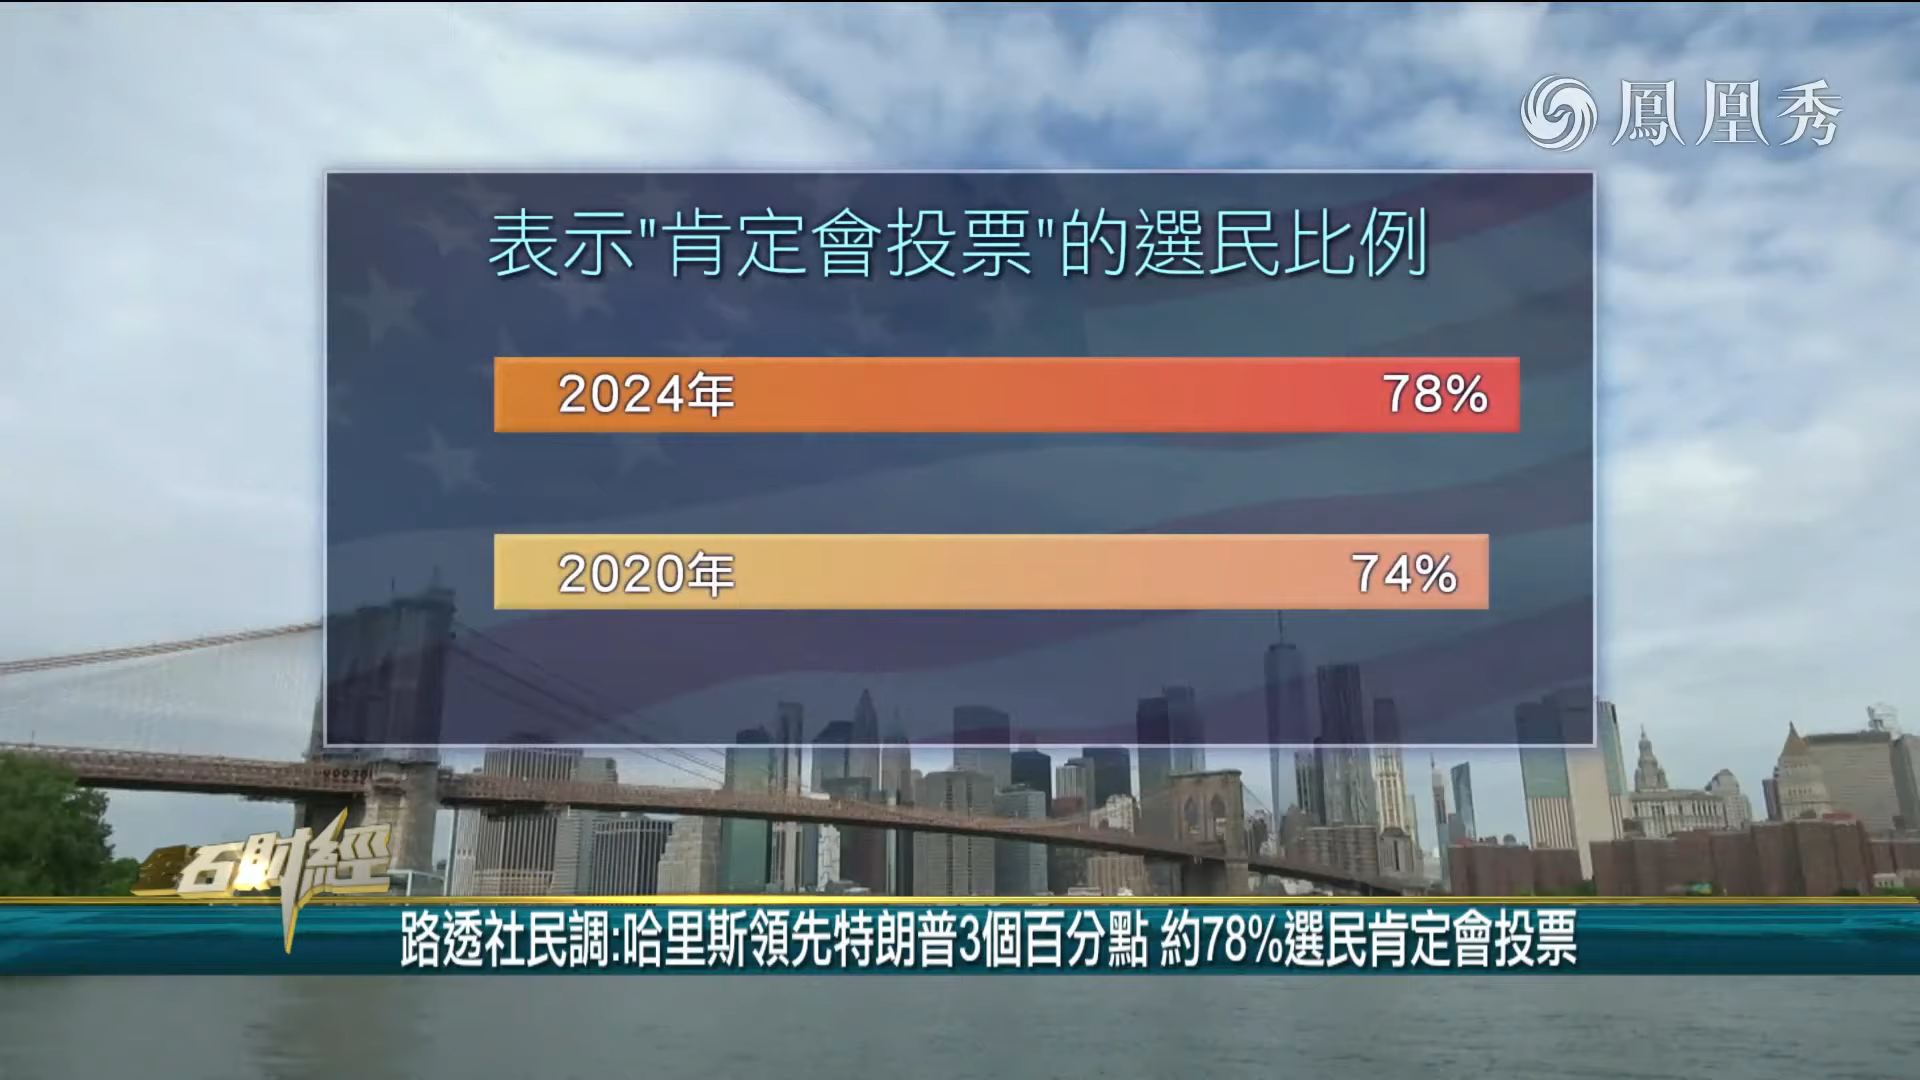 鳳凰秀
表示"肯定會投票"的選民比例
2024年 78%
2020年 74%
金石財經
路透社民調:哈里斯領先特朗普3個百分點 約78%選民肯定會投票